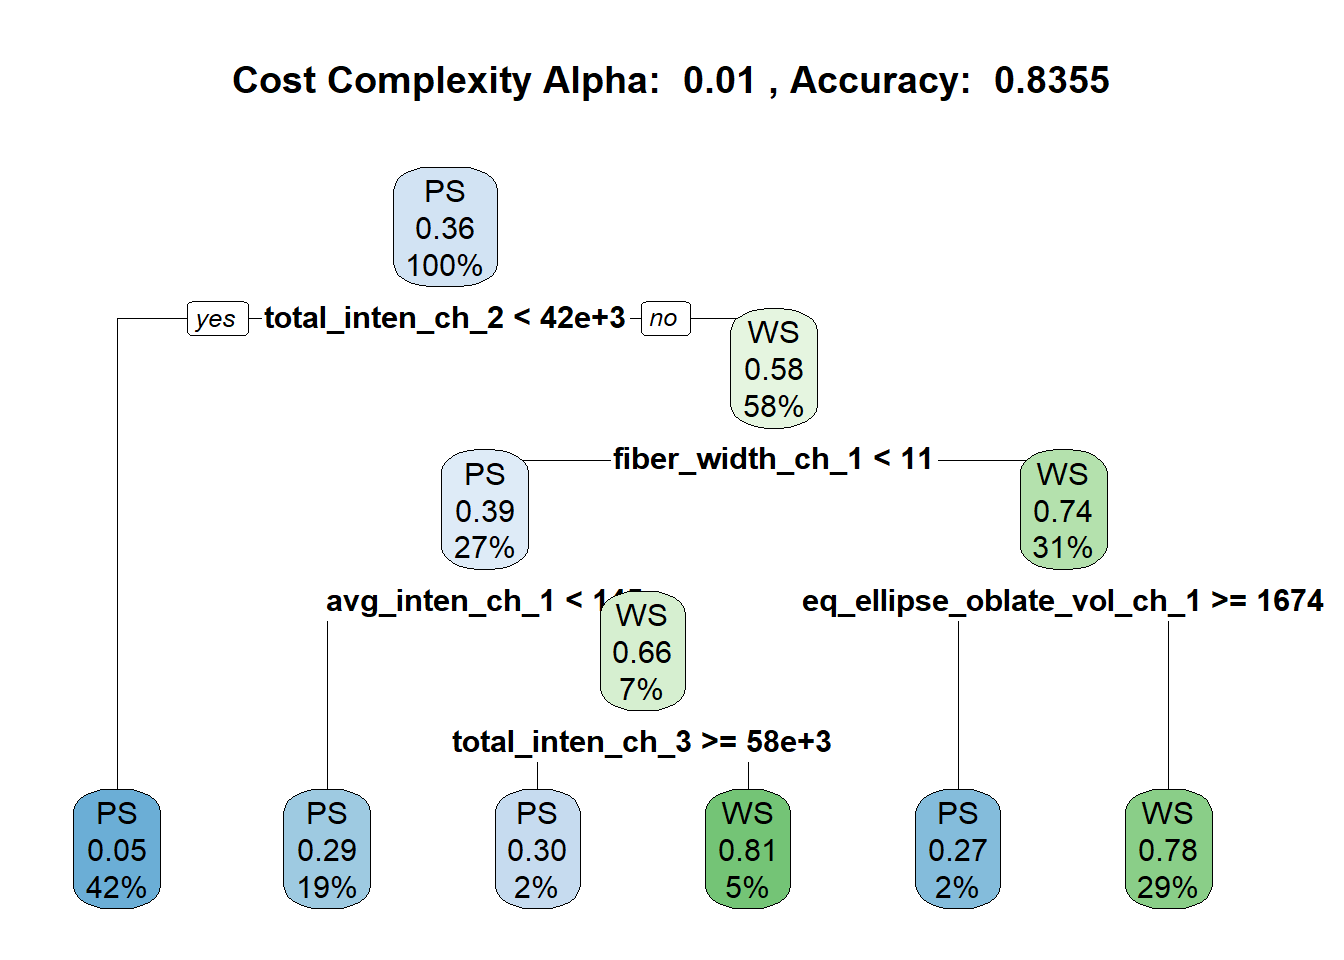 Cost Complexity Alpha:  0.01 , Accuracy:  0.8355
PS
0.36
100%
yes total_inten_ch_2 < 42e+3 no
WS
0.58
58%
fiber_width_ch_1 < 11
PS
0.39
27%
WS
0.74
31%
avg_inten_ch_1 <
eq_ellipse_oblate_vol_ch_1 >= 1674
WS
0.66
7%
total_inten_ch_3 >= 58e+3
PS
0.05
42%
PS
0.29
19%
PS
0.30
2%
WS
0.81
5%
PS
0.27
2%
WS
0.78
29%